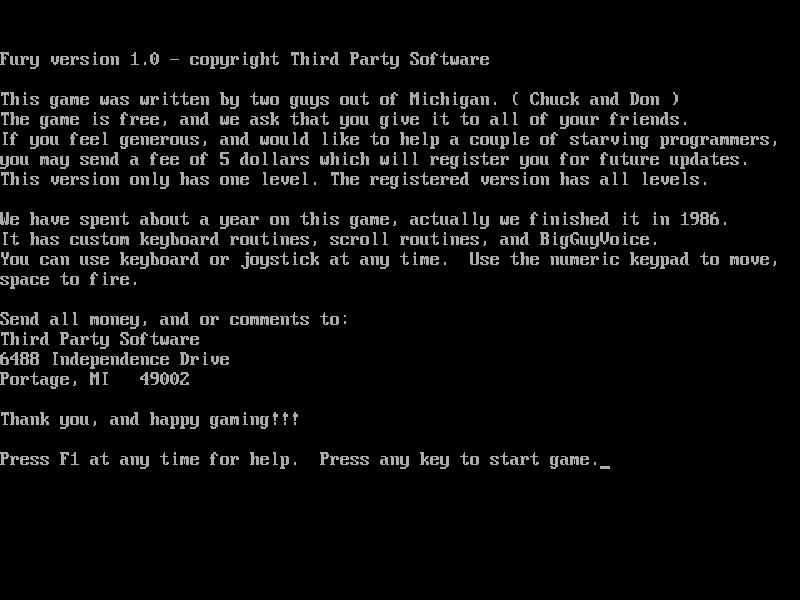 Fury version 1.0 - copyright Third Party Software
This game was written by two guys out of Michigan. ( Chuck and Don )
The game is free, and we ask that you give it to all of your friends.
If you feel generous, and would like to help a couple of starving programmers,
you may send a fee of 5 dollars which will register you for future updates.
This version only has one level. The registered version has all levels.
We have spent about a year on this game, actually we finished it in 1986.
It has custom keyboard routines, scroll routines, and BigGuyVoice.
You can use keyboard or joystick at any time.  Use the numeric keypad to move,
space to fire.
Send all money, and or comments to:
Third Party Software
6488 Independence Drive
Portage, MI   49002
Thank you, and happy gaming!!!
Press F1 at any time for help.  Press any key to start game._